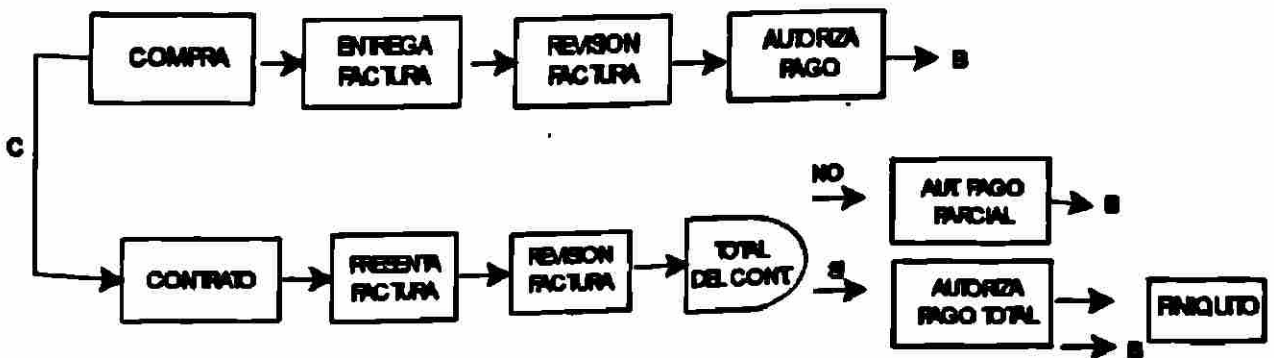 COMPRA
ENTREGA
FACTURA
REVISION
FACTURA
AUTORIZA
PAGO
B
C
CONTRATO
PRESENTA
FACTURA
REVISION
FACTURA
TOTAL
DEL CONT.
NO
AUT. PAGO
PARCIAL
B
SI
AUTORIZA
PAGO TOTAL
B
FINIQUITO